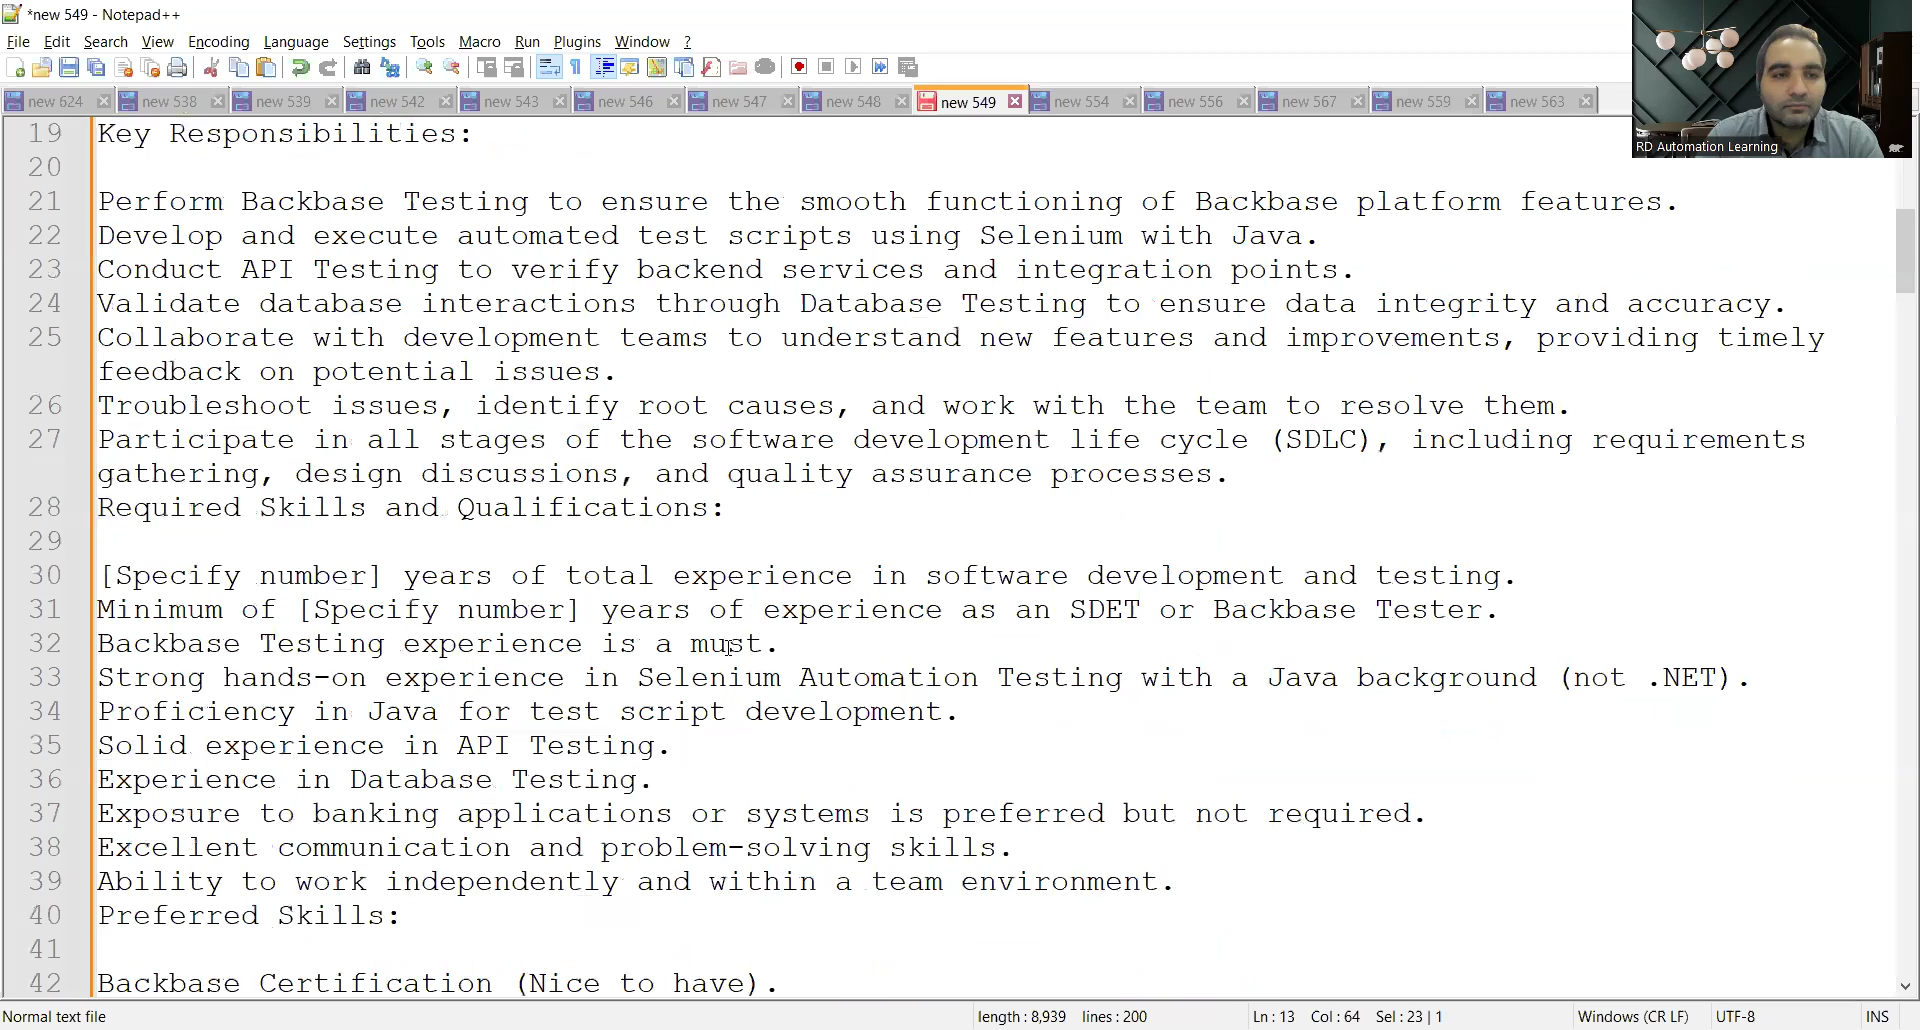 *new 549 - Notepad++
File Edit Search View Encoding Language Settings Tools Macro Run Plugins Window ?
new 624 new 538 new 539 new 542 new 543 new 546 new 547 new 548 new 549 new 554 new 556 new 567 new 559 new 563
RD Automation Learning
19 Key Responsibilities:
20
21 Perform Backbase Testing to ensure the smooth functioning of Backbase platform features.
22 Develop and execute automated test scripts using Selenium with Java.
23 Conduct API Testing to verify backend services and integration points.
24 Validate database interactions through Database Testing to ensure data integrity and accuracy.
25 Collaborate with development teams to understand new features and improvements, providing timely
feedback on potential issues.
26 Troubleshoot issues, identify root causes, and work with the team to resolve them.
27 Participate in all stages of the software development life cycle (SDLC), including requirements
gathering, design discussions, and quality assurance processes.
28 Required Skills and Qualifications:
29
30 [Specify number] years of total experience in software development and testing.
31 Minimum of [Specify number] years of experience as an SDET or Backbase Tester.
32 Backbase Testing experience is a must.
33 Strong hands-on experience in Selenium Automation Testing with a Java background (not .NET).
34 Proficiency in Java for test script development.
35 Solid experience in API Testing.
36 Experience in Database Testing.
37 Exposure to banking applications or systems is preferred but not required.
38 Excellent communication and problem-solving skills.
39 Ability to work independently and within a team environment.
40 Preferred Skills:
41
42 Backbase Certification (Nice to have).
Normal text file length : 8,939 lines : 200 Ln : 13 Col : 64 Sel : 23 | 1 Windows (CR LF) UTF-8 INS